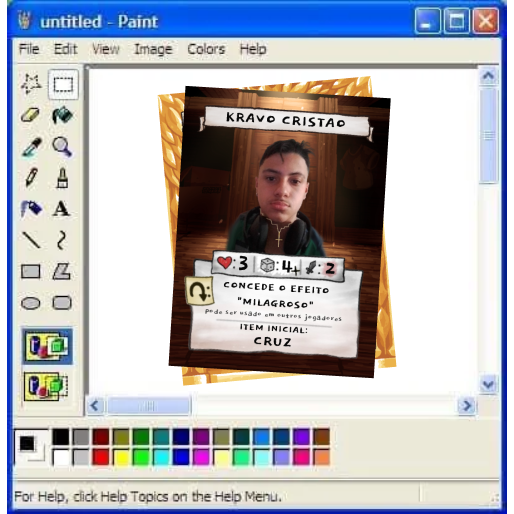 untitled - Paint
File Edit View Image Colors Help
A
KRAVO CRISTAO
:3 :4+ :2
CONCEDE O EFEITO
"MILAGROSO"
Pode ser usado em outros jogadores
ITEM INICIAL:
CRUZ
For Help, click Help Topics on the Help Menu.